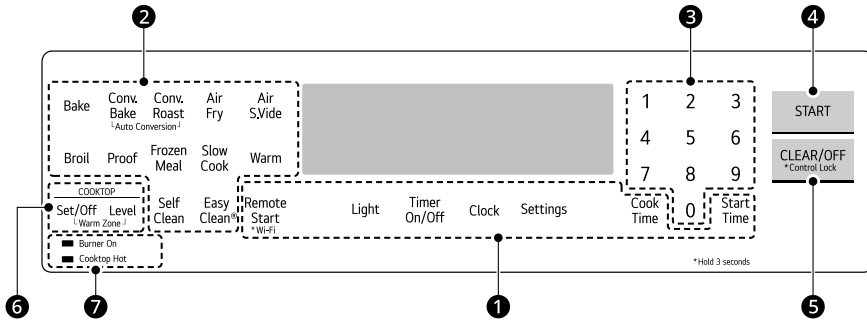 2
3
4
Bake
Conv.
Bake
Conv.
Roast
└Auto Conversion┘
Air
Fry
Air
S.Vide
Broil
Proof
Frozen
Meal
Slow
Cook
Warm
COOKTOP
Set/Off
Level
└Warm Zone┘
Self
Clean
Easy
Clean®
Burner On
Cooktop Hot
Remote
Start
*Wi-Fi
Light
Timer
On/Off
Clock
Settings
1 2 3
4 5 6
7 8 9
Cook
Time
0
Start
Time
START
CLEAR/OFF
*Control Lock
*Hold 3 seconds
6
7
1
5